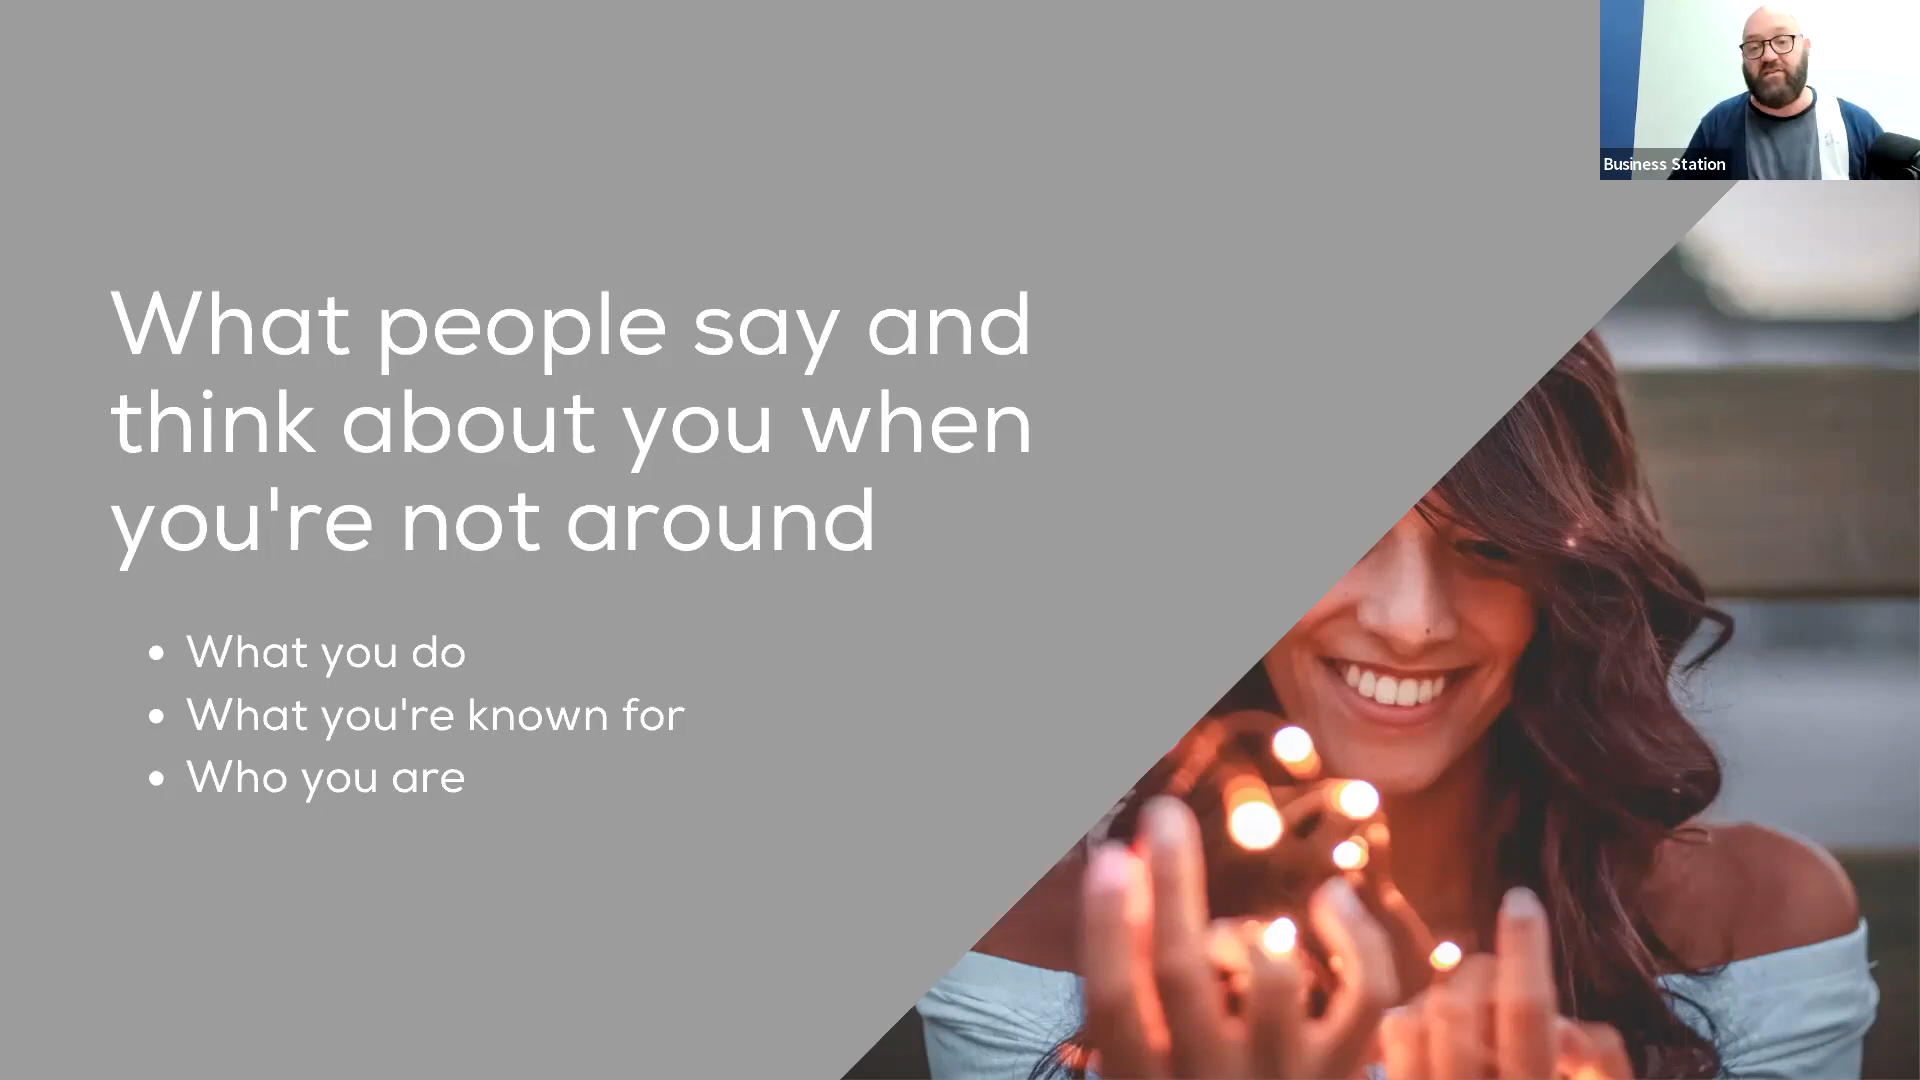 Business Station
What people say and
think about you when
you're not around
• What you do
• What you're known for
• Who you are